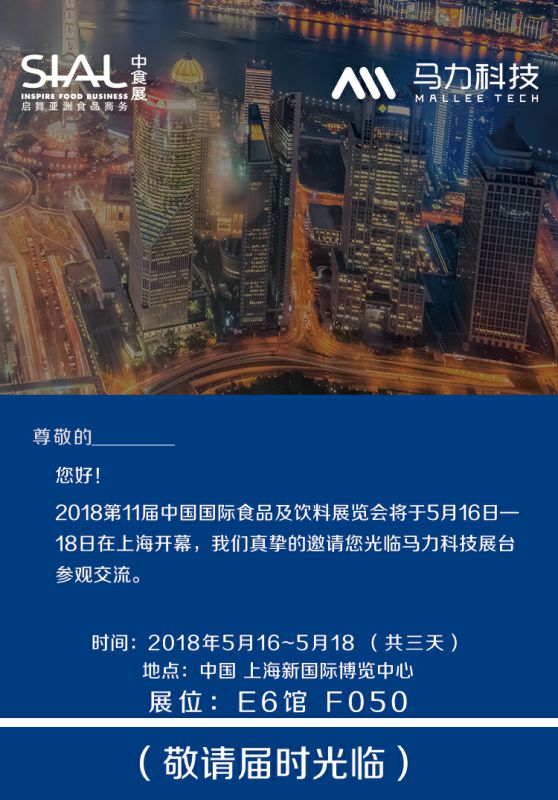 SIAL
中食展
INSPIRE FOOD BUSINESS
启舞亚洲食品商务
马力科技
MALLEE TECH
尊敬的________
您好！
2018第11届中国国际食品及饮料展览会将于5月16日—
18日在上海开幕，我们真挚的邀请您光临马力科技展台
参观交流。
时间：2018年5月16~5月18 （共三天）
地点：中国 上海新国际博览中心
展位：E6馆 F050
（敬请届时光临）